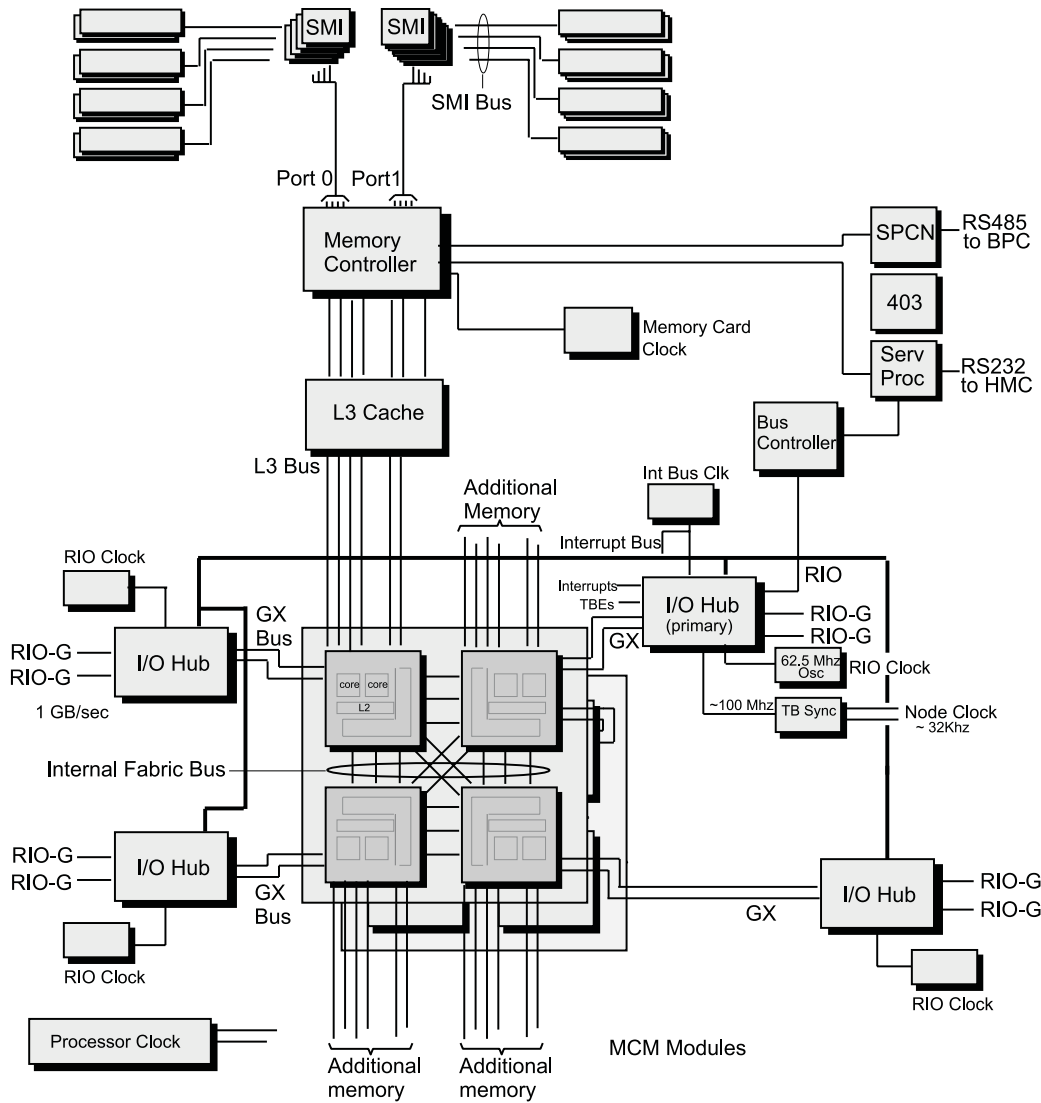 SMI
SMI
SMI Bus
Port 0
Port1
Memory
Controller
SPCN
RS485
to BPC
403
Memory Card
Clock
Serv
Proc
RS232
to HMC
L3 Cache
Bus
Controller
L3 Bus
Int Bus Clk
Additional
Memory
Interrupt Bus
RIO Clock
RIO
Interrupts
TBEs
I/O Hub
(primary)
RIO-G
RIO-G
GX
Bus
GX
RIO-G
RIO-G
I/O Hub
62.5 Mhz
Osc
RIO Clock
core
core
L2
1 GB/sec
~100 Mhz
TB Sync
Node Clock
~ 32Khz
Internal Fabric Bus
RIO-G
RIO-G
I/O Hub
GX
Bus
GX
I/O Hub
RIO-G
RIO-G
RIO Clock
RIO Clock
Processor Clock
MCM Modules
Additional
memory
Additional
memory